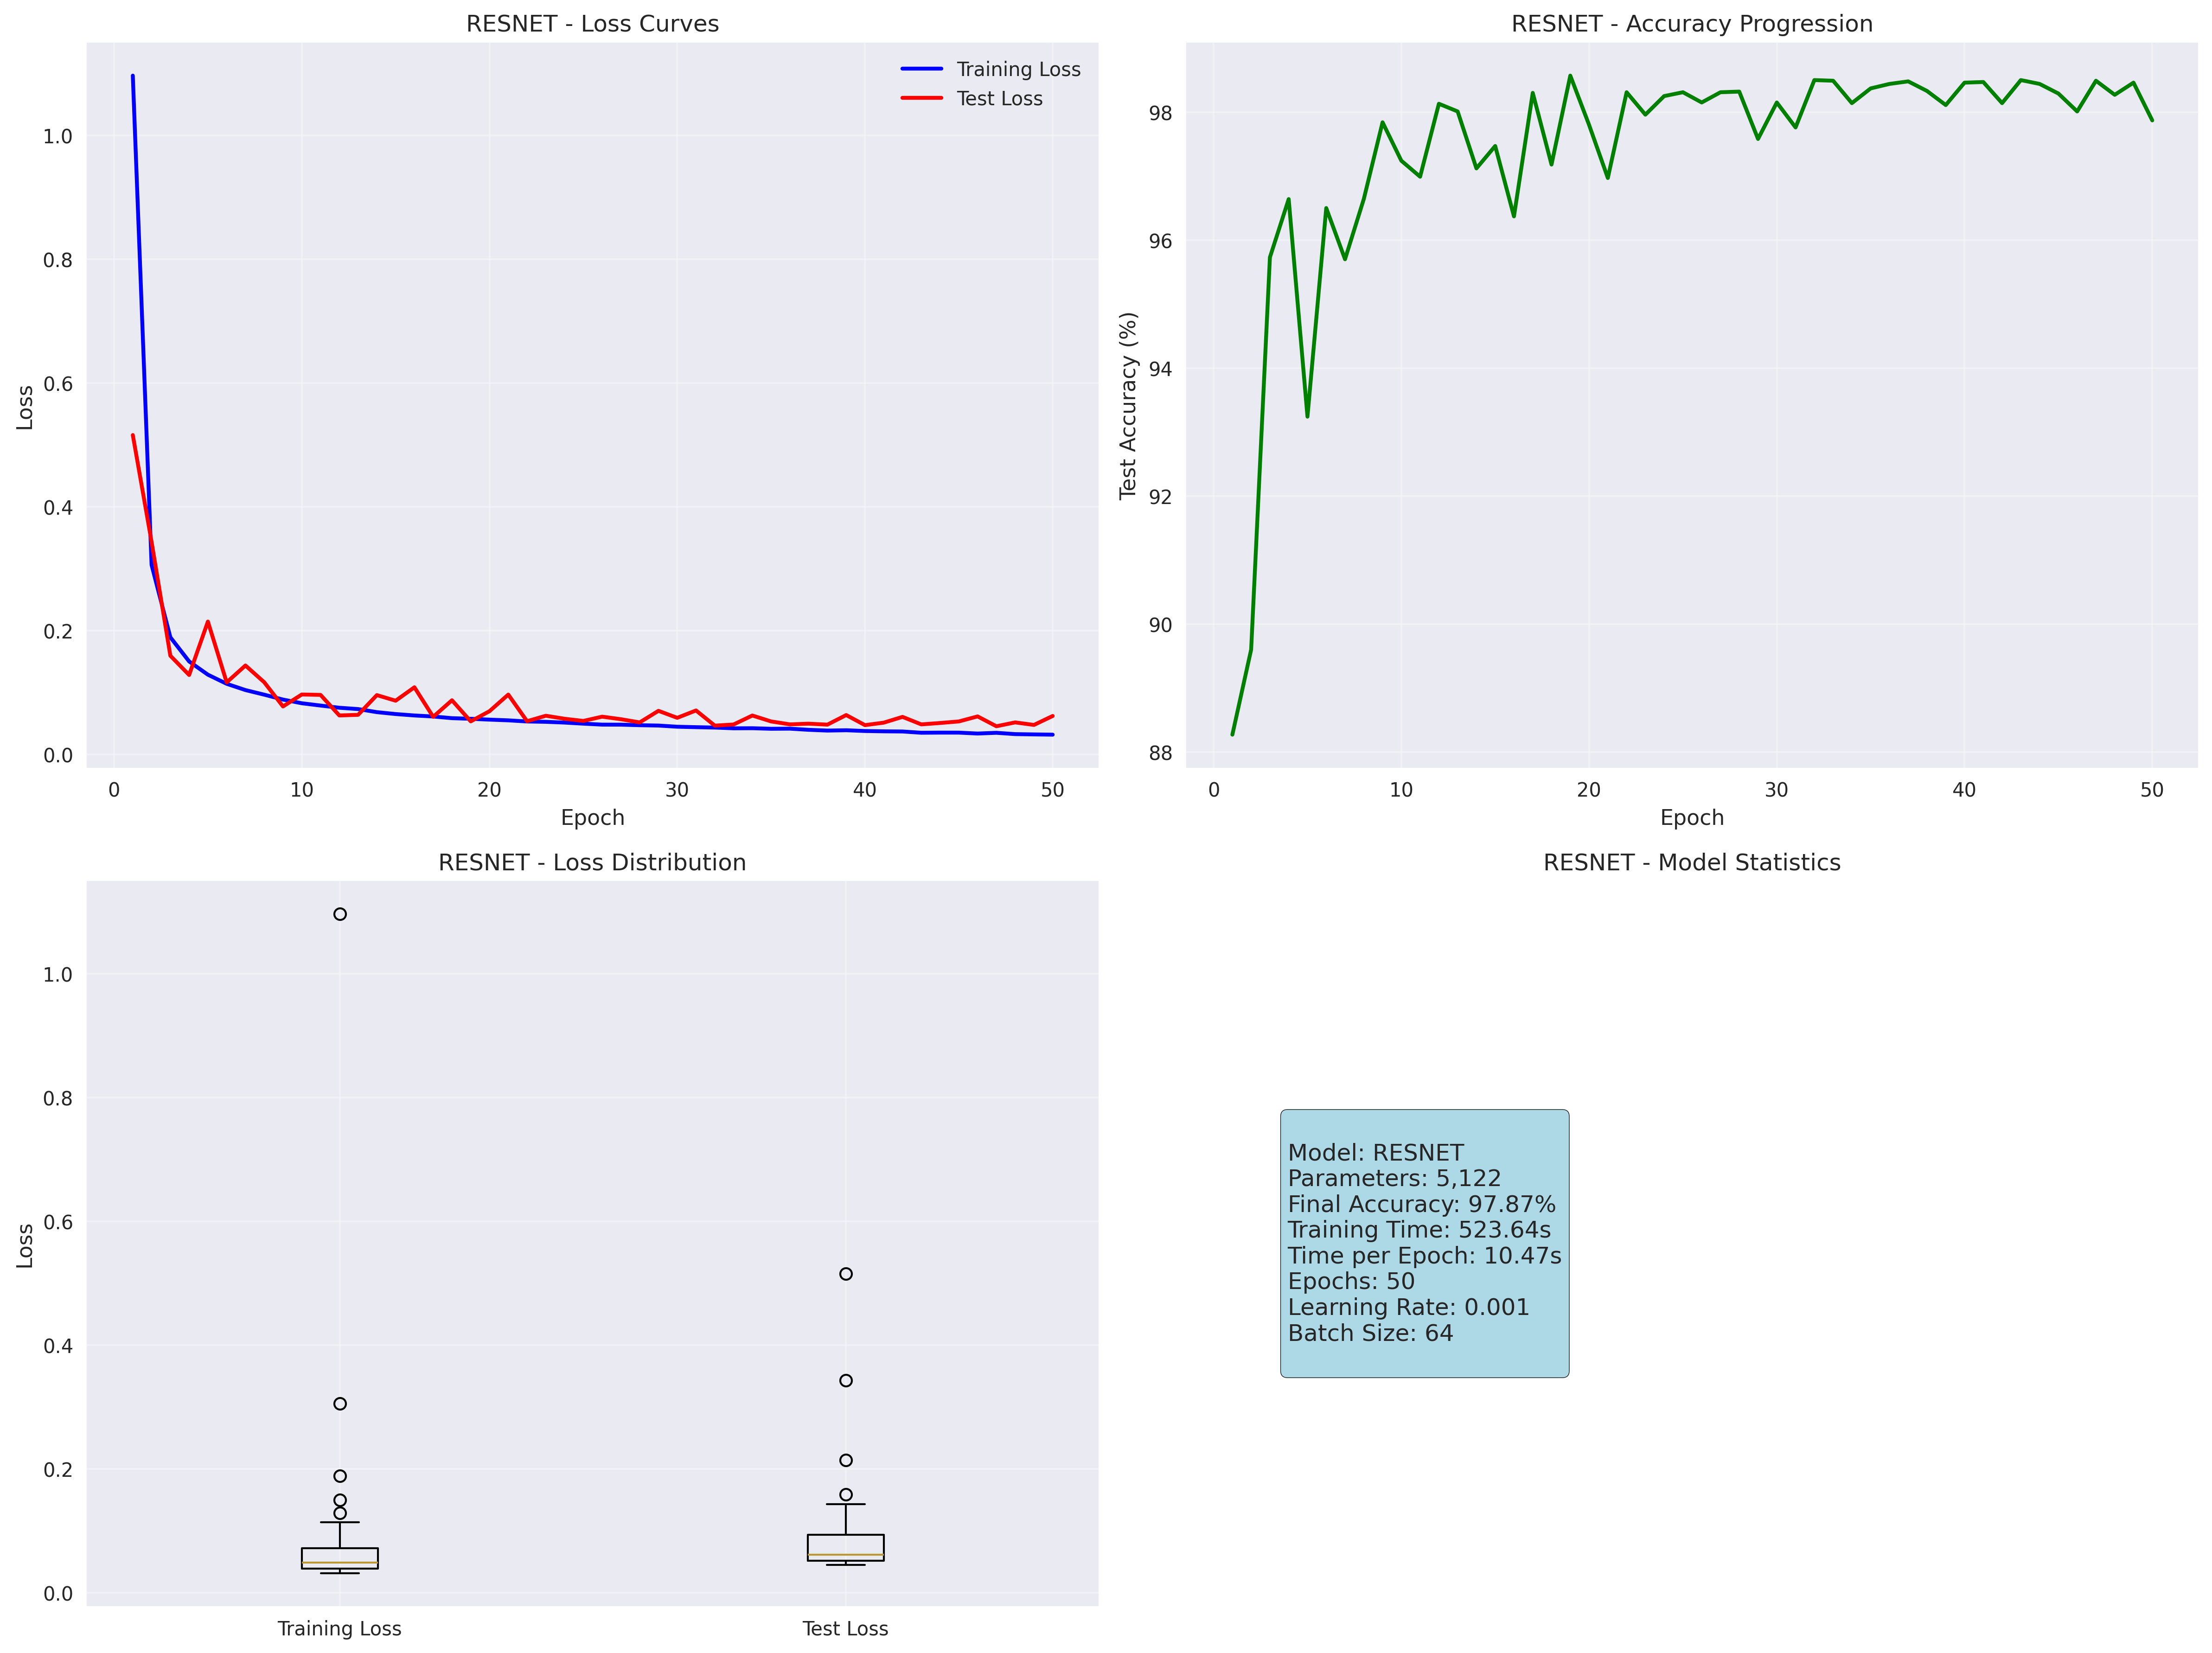 RESNET - Loss Curves
Training Loss
Test Loss
Loss
1.0
0.8
0.6
0.4
0.2
0.0
0 10 20 30 40 50
Epoch
RESNET - Accuracy Progression
Test Accuracy (%)
98
96
94
92
90
88
0 10 20 30 40 50
Epoch
RESNET - Loss Distribution
Loss
1.0
0.8
0.6
0.4
0.2
0.0
Training Loss Test Loss
RESNET - Model Statistics
Model: RESNET
Parameters: 5,122
Final Accuracy: 97.87%
Training Time: 523.64s
Time per Epoch: 10.47s
Epochs: 50
Learning Rate: 0.001
Batch Size: 64